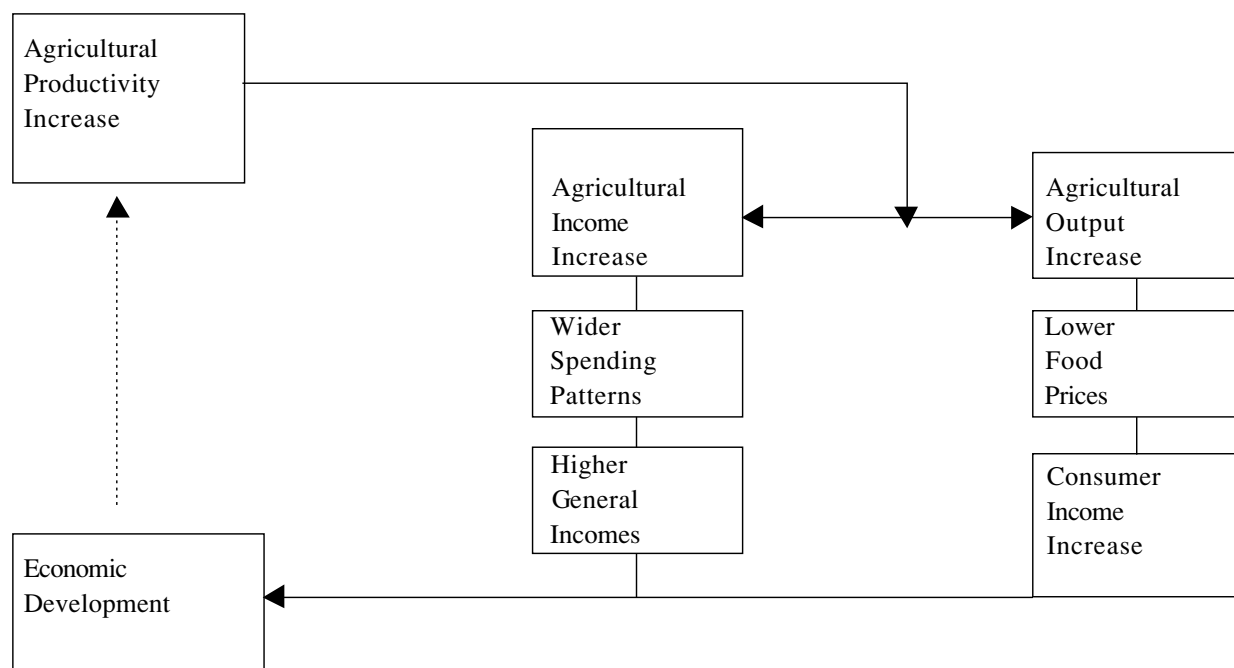 Agricultural
Productivity
Increase
Agricultural
Income
Increase
Agricultural
Output
Increase
Wider
Spending
Patterns
Lower
Food
Prices
Higher
General
Incomes
Consumer
Income
Increase
Economic
Development